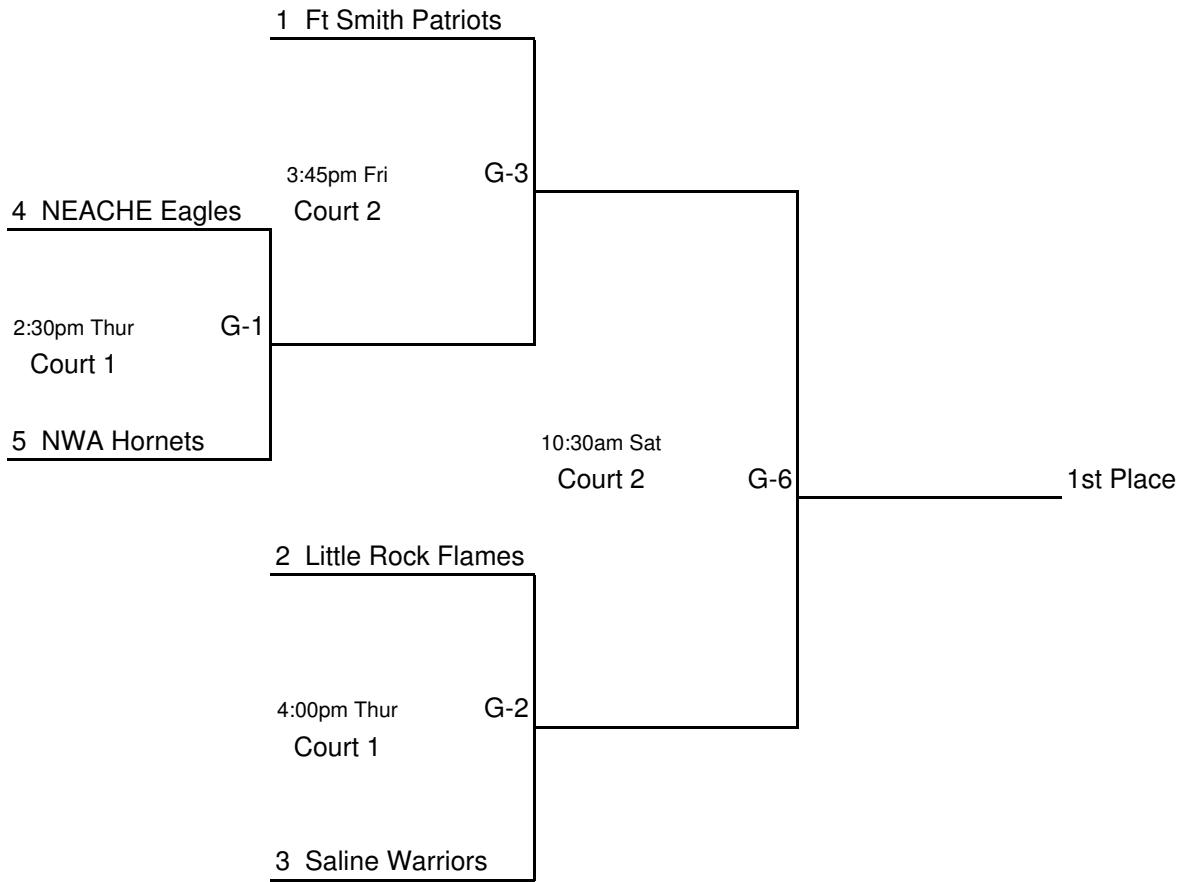 1 Ft Smith Patriots
3:45pm Fri G-3
Court 2
4 NEACHE Eagles
2:30pm Thur G-1
Court 1
5 NWA Hornets
10:30am Sat
Court 2 G-6
1st Place
2 Little Rock Flames
4:00pm Thur G-2
Court 1
3 Saline Warriors